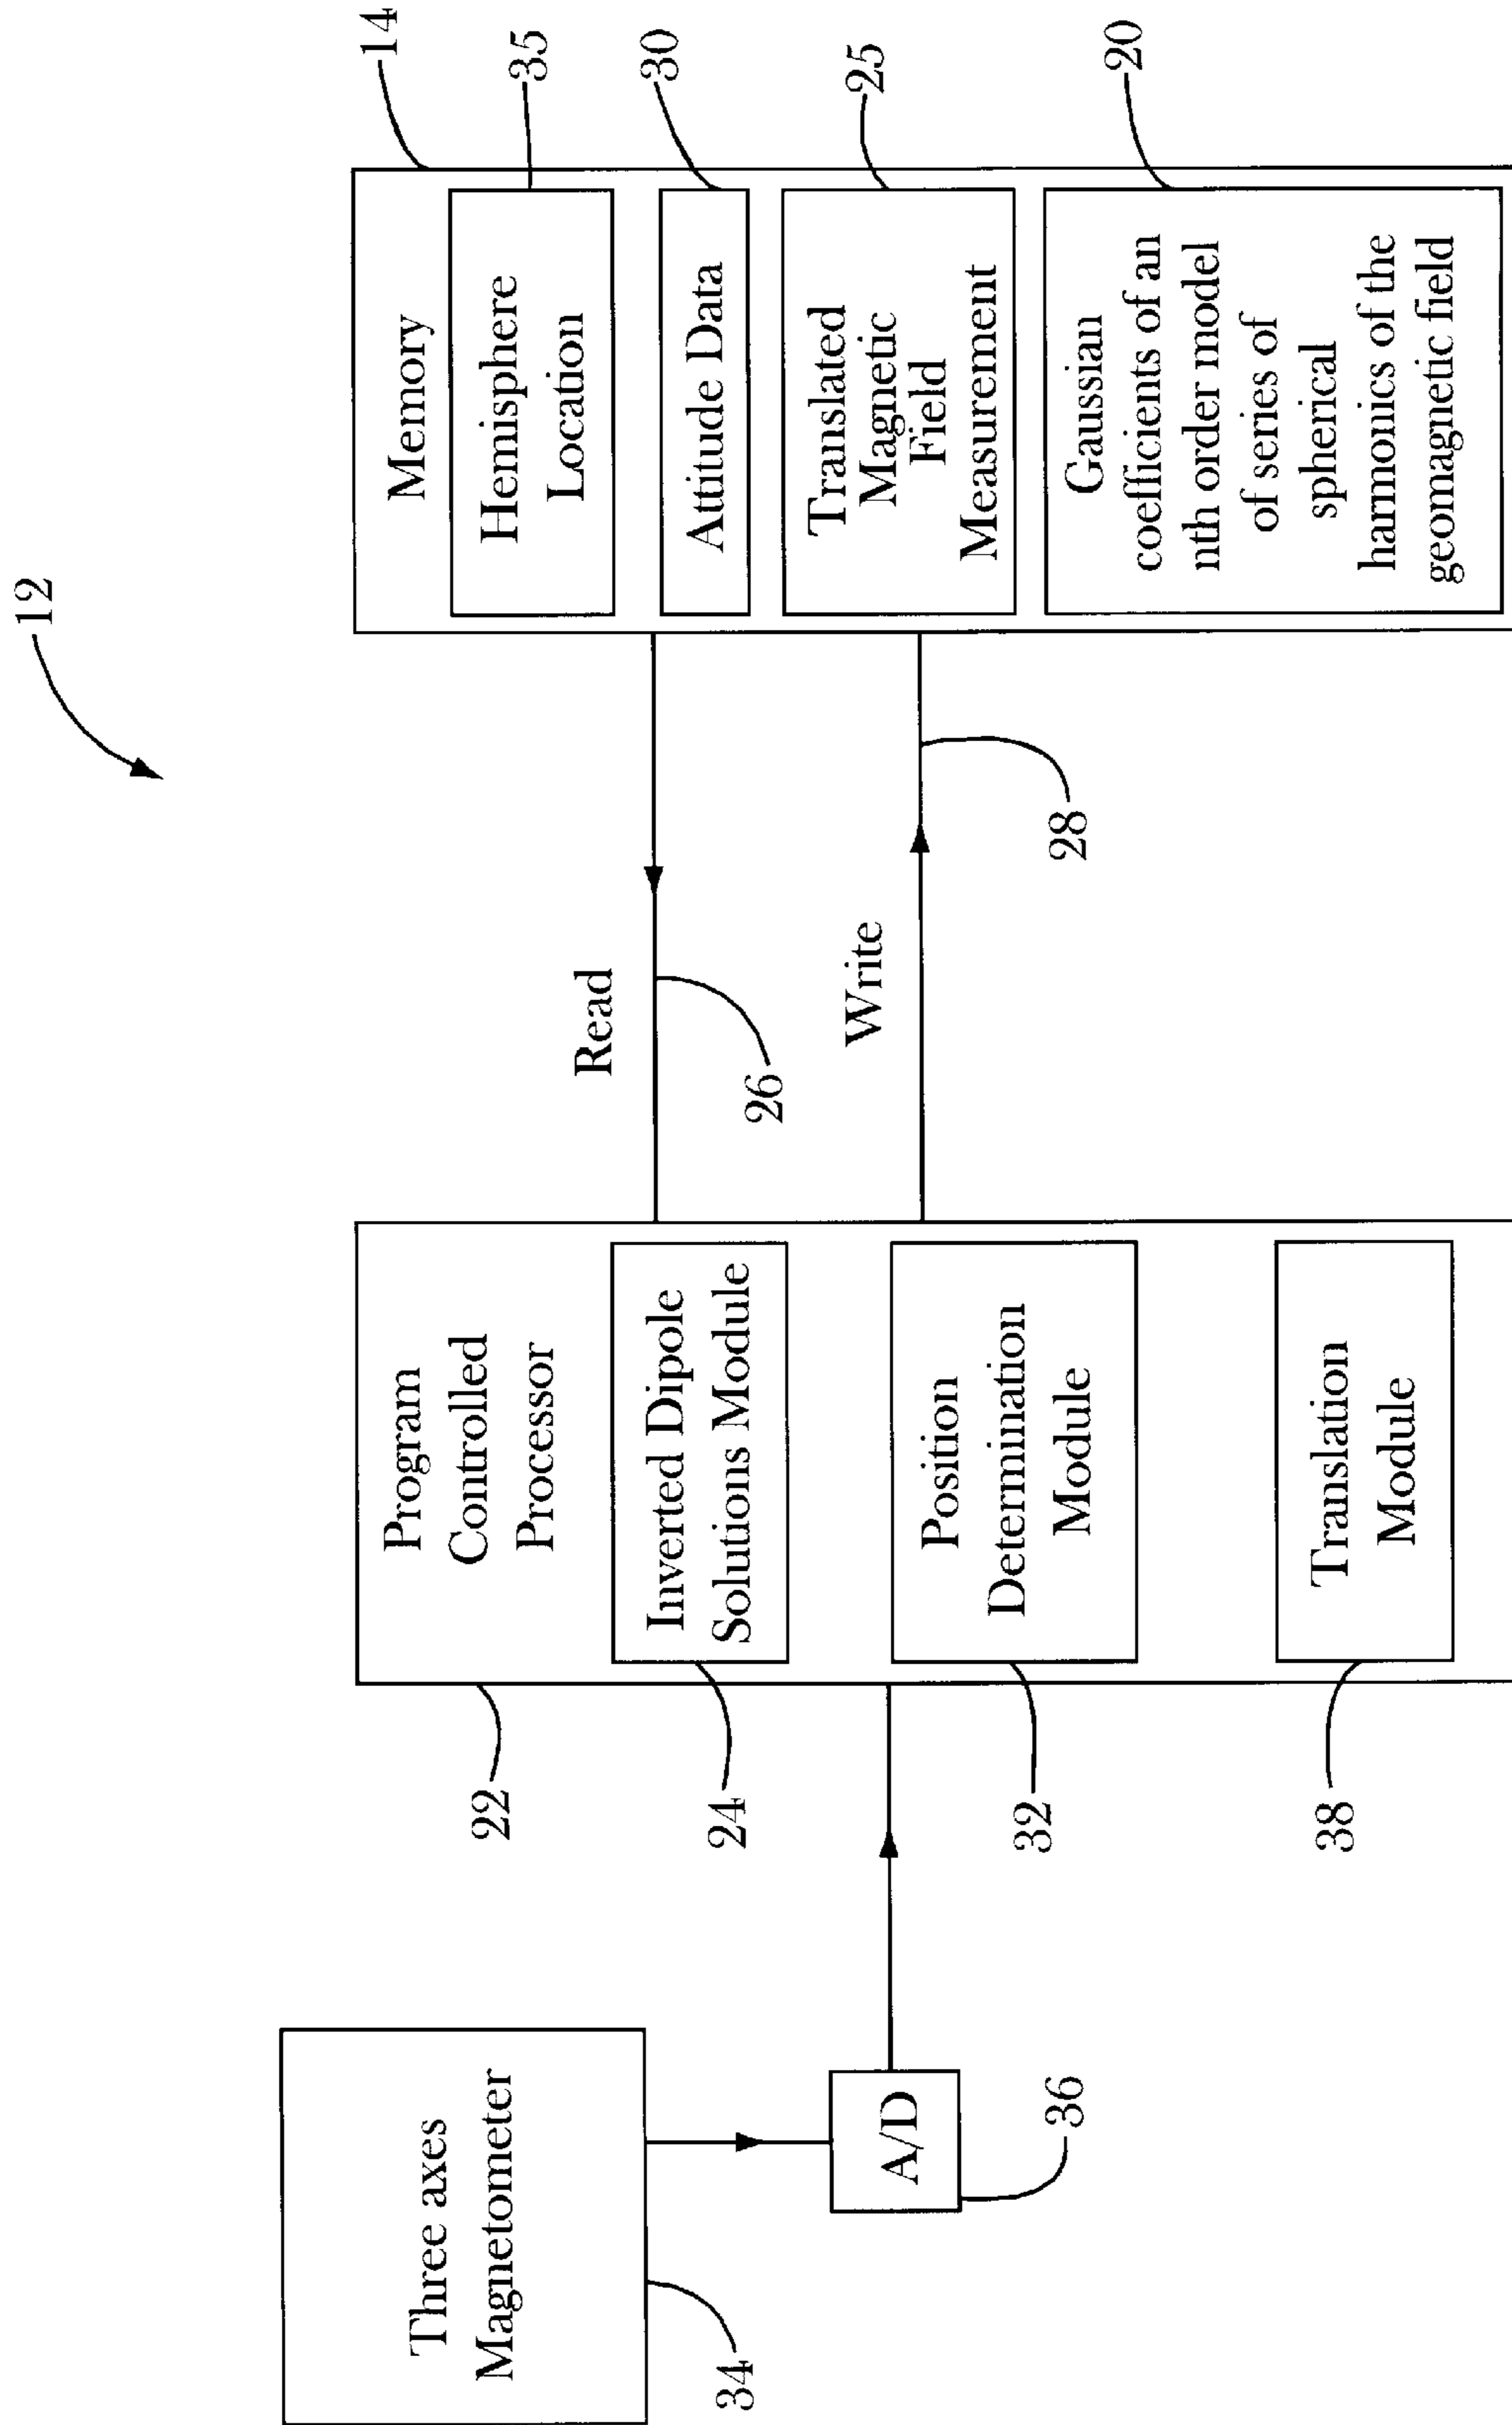 12
Three axes
Magnetometer
34
A/D
36
22
Program
Controlled
Processor
Inverted Dipole
Solutions Module
24
Position
Determination
Module
32
Translation
Module
38
Read
26
Write
28
14
Memory
Hemisphere
Location
35
Attitude Data
30
Translated
Magnetic
Field
Measurement
25
Gaussian
coefficients of an
nth order model
of series of
spherical
harmonics of the
geomagnetic field
20